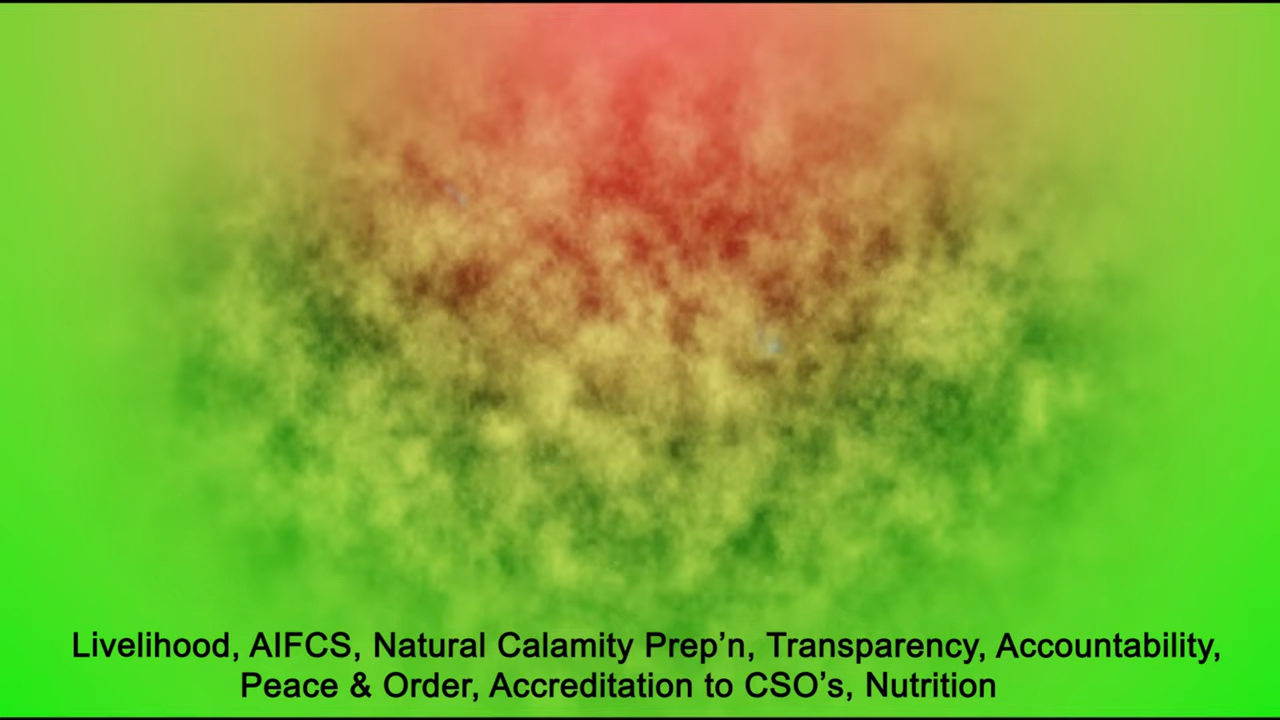 Livelihood, AIFCS, Natural Calamity Prep’n, Transparency, Accountability,
Peace & Order, Accreditation to CSO’s, Nutrition